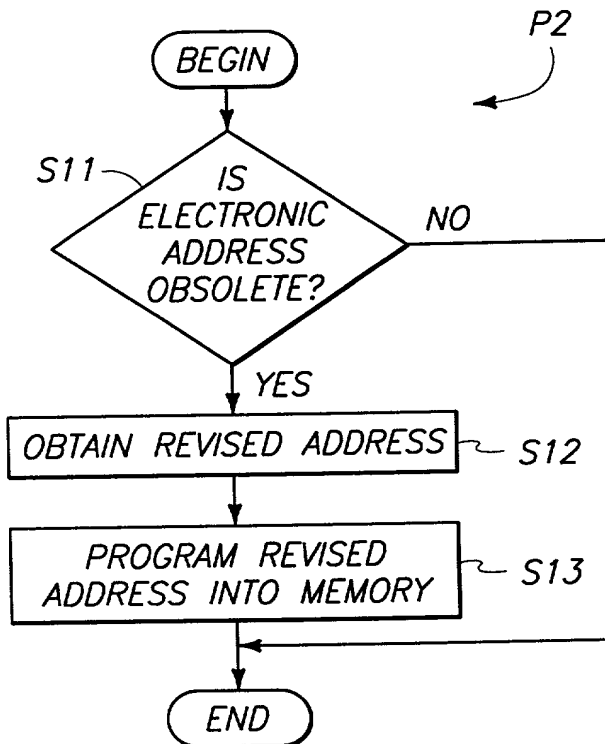 P2
BEGIN
S11
IS
ELECTRONIC
ADDRESS
OBSOLETE?
NO
YES
OBTAIN REVISED ADDRESS
S12
PROGRAM REVISED
ADDRESS INTO MEMORY
S13
END